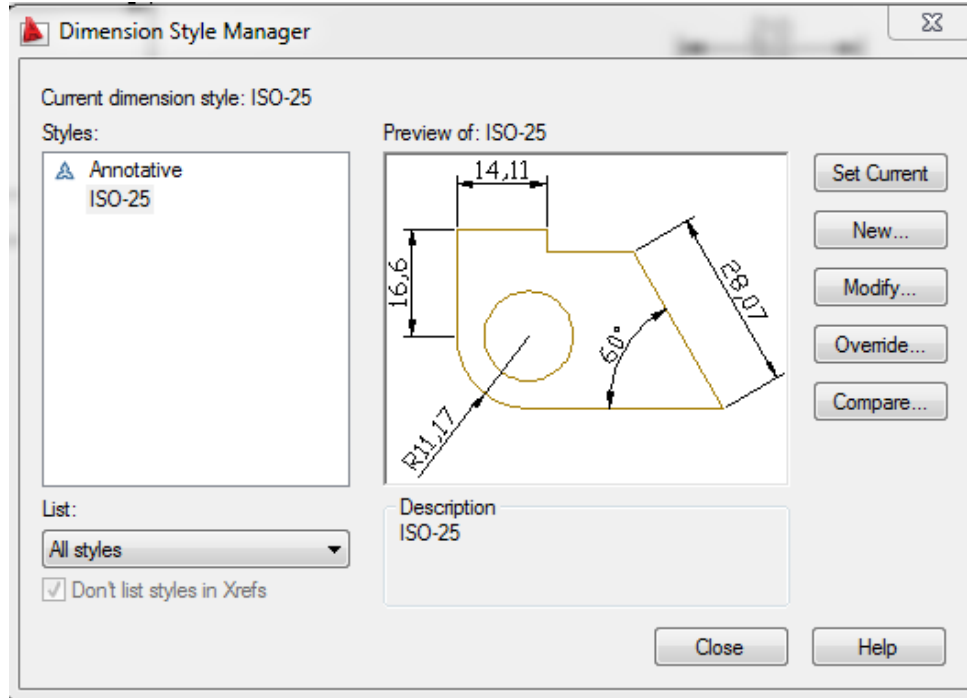 Dimension Style Manager
Current dimension style: ISO-25
Styles:
Annotative
ISO-25
Preview of: ISO-25
14,11
16,6
28,07
60°
R11,17
Set Current
New...
Modify...
Override...
Compare...
List:
All styles
Don't list styles in Xrefs
Description
ISO-25
Close
Help